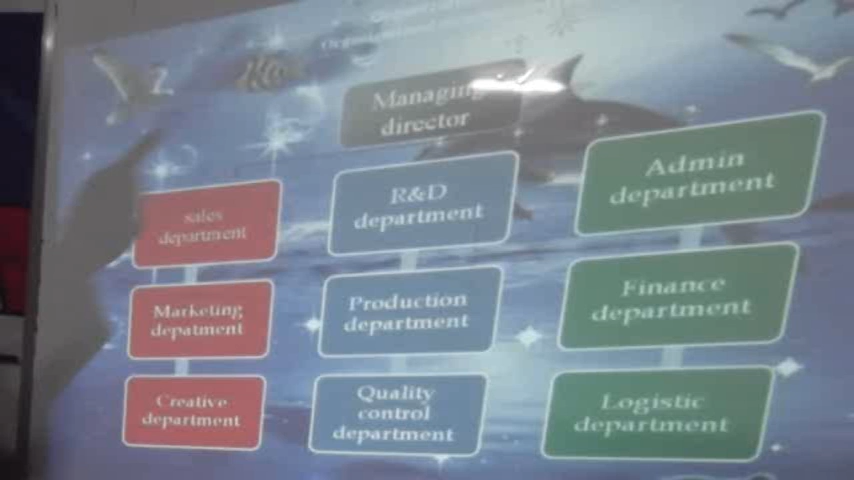 Managing
director
sales
department
R&D
department
Admin
department
Marketing
depatment
Production
department
Finance
department
Creative
department
Quality
control
department
Logistic
department